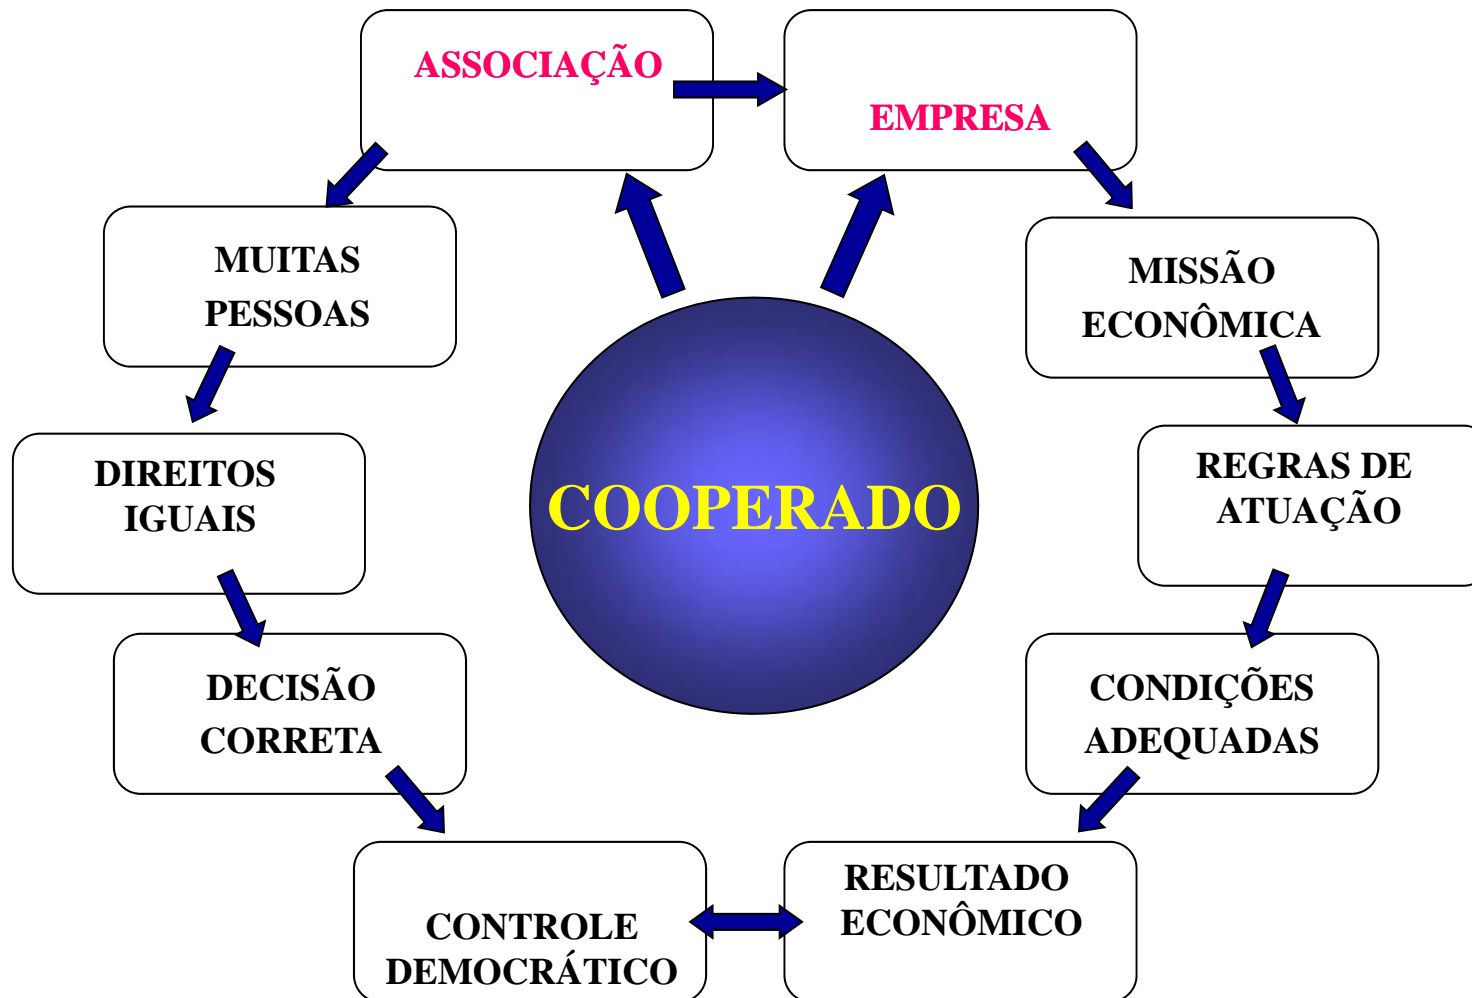 ASSOCIAÇÃO
EMPRESA
MUITAS
PESSOAS
MISSÃO
ECONÔMICA
DIREITOS
IGUAIS
COOPERADO
REGRAS DE
ATUAÇÃO
DECISÃO
CORRETA
CONDIÇÕES
ADEQUADAS
CONTROLE
DEMOCRÁTICO
RESULTADO
ECONÔMICO